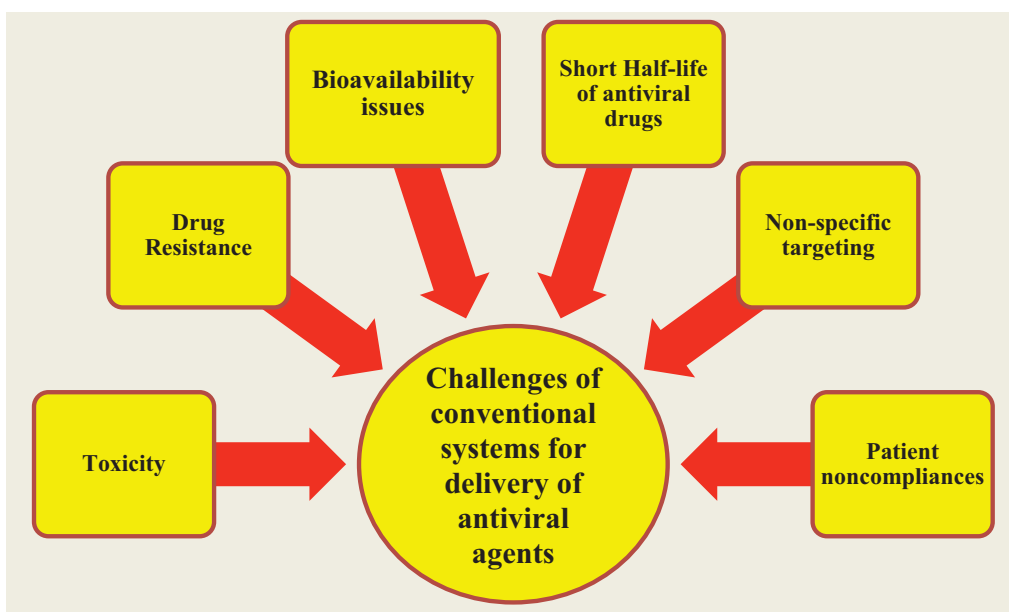 Bioavailability
issues
Short Half-life
of antiviral
drugs
Drug
Resistance
Non-specific
targeting
Toxicity
Challenges of
conventional
systems for
delivery of
antiviral
agents
Patient
noncompliances